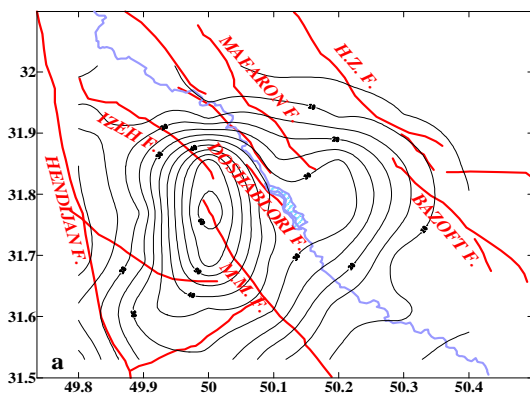 32
31.9
31.8
31.7
31.6
31.5
49.8 49.9 50 50.1 50.2 50.3 50.4
MAFARON F.
H.Z. F.
IZEH F.
DOSHABLORI F.
HENDIJAN F.
BAZOFT F.
M.M. F.
a